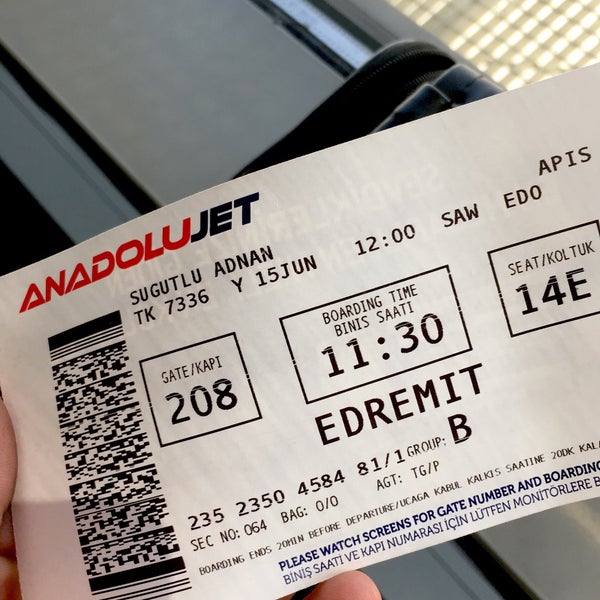 ANADOLUJET
APIS
SUGUTLU ADNAN
TK 7336 Y 15JUN 12:00 SAW EDO
GATE/KAPI
208
BOARDING TIME
BINIS SAATI
11:30
SEAT/KOLTUK
14E
EDREMIT
235 2350 4584 81/1 GROUP: B
SEC NO: 064 BAG: 0/0 AGT: TG/P
BOARDING ENDS 20MIN BEFORE DEPARTURE/UCAGA KABUL KALKIS SAATINE 20DK KAL
PLEASE WATCH SCREENS FOR GATE NUMBER AND BOARDING
BİNİŞ SAATİ VE KAPI NUMARASI İÇİN LÜTFEN MONİTÖRLERE B